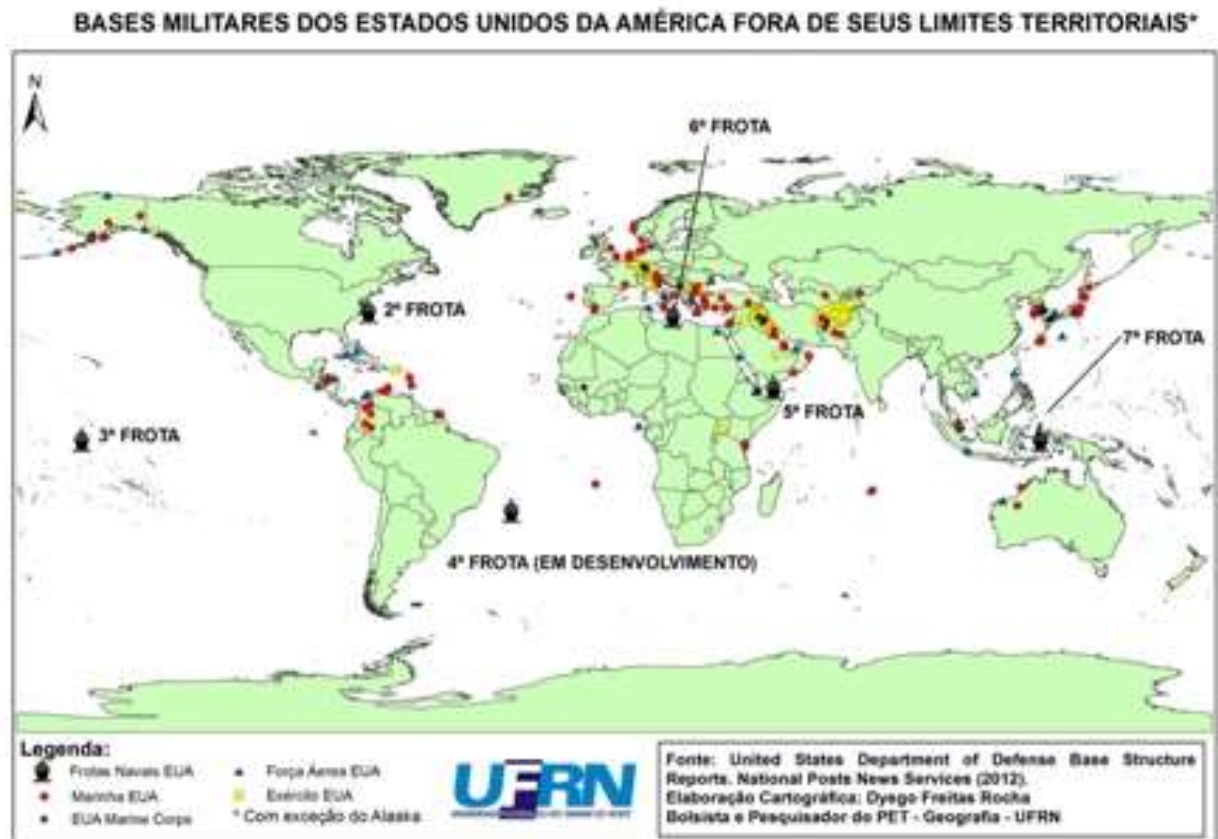 BASES MILITARES DOS ESTADOS UNIDOS DA AMÉRICA FORA DE SEUS LIMITES TERRITORIAIS*
N
6ª FROTA
2ª FROTA
7ª FROTA
3ª FROTA
5ª FROTA
4ª FROTA (EM DESENVOLVIMENTO)
Legenda:
Frotas Navais EUA
Marinha EUA
EUA Marine Corps
Força Aérea EUA
Exército EUA
* Com exceção do Alaska
UFRN
Fonte: United States Department of Defense Base Structure
Reports. National Posts News Services (2012).
Elaboração Cartográfica: Dyego Freitas Rocha
Bolsista e Pesquisador do PET - Geografia - UFRN